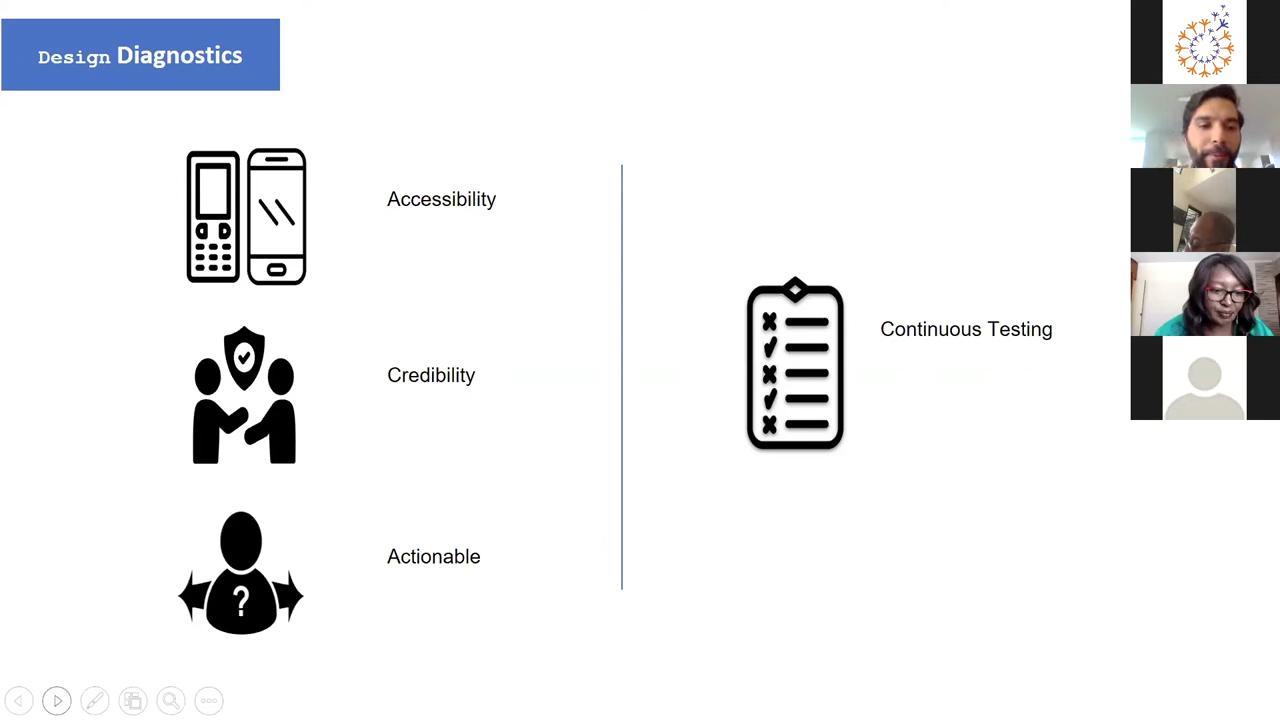 Design Diagnostics
Accessibility
Credibility
Actionable
?
Continuous Testing